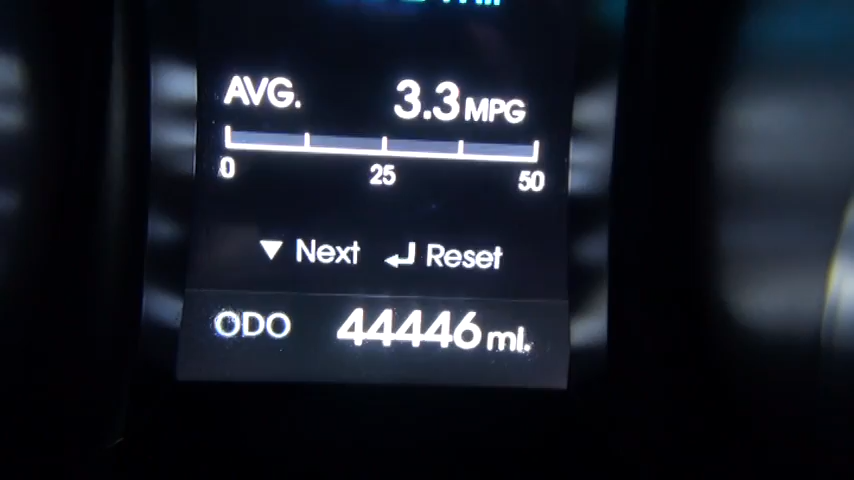 AVG. 3.3 MPG
0 25 50
▼ Next ↵ Reset
ODO 44446 mi.